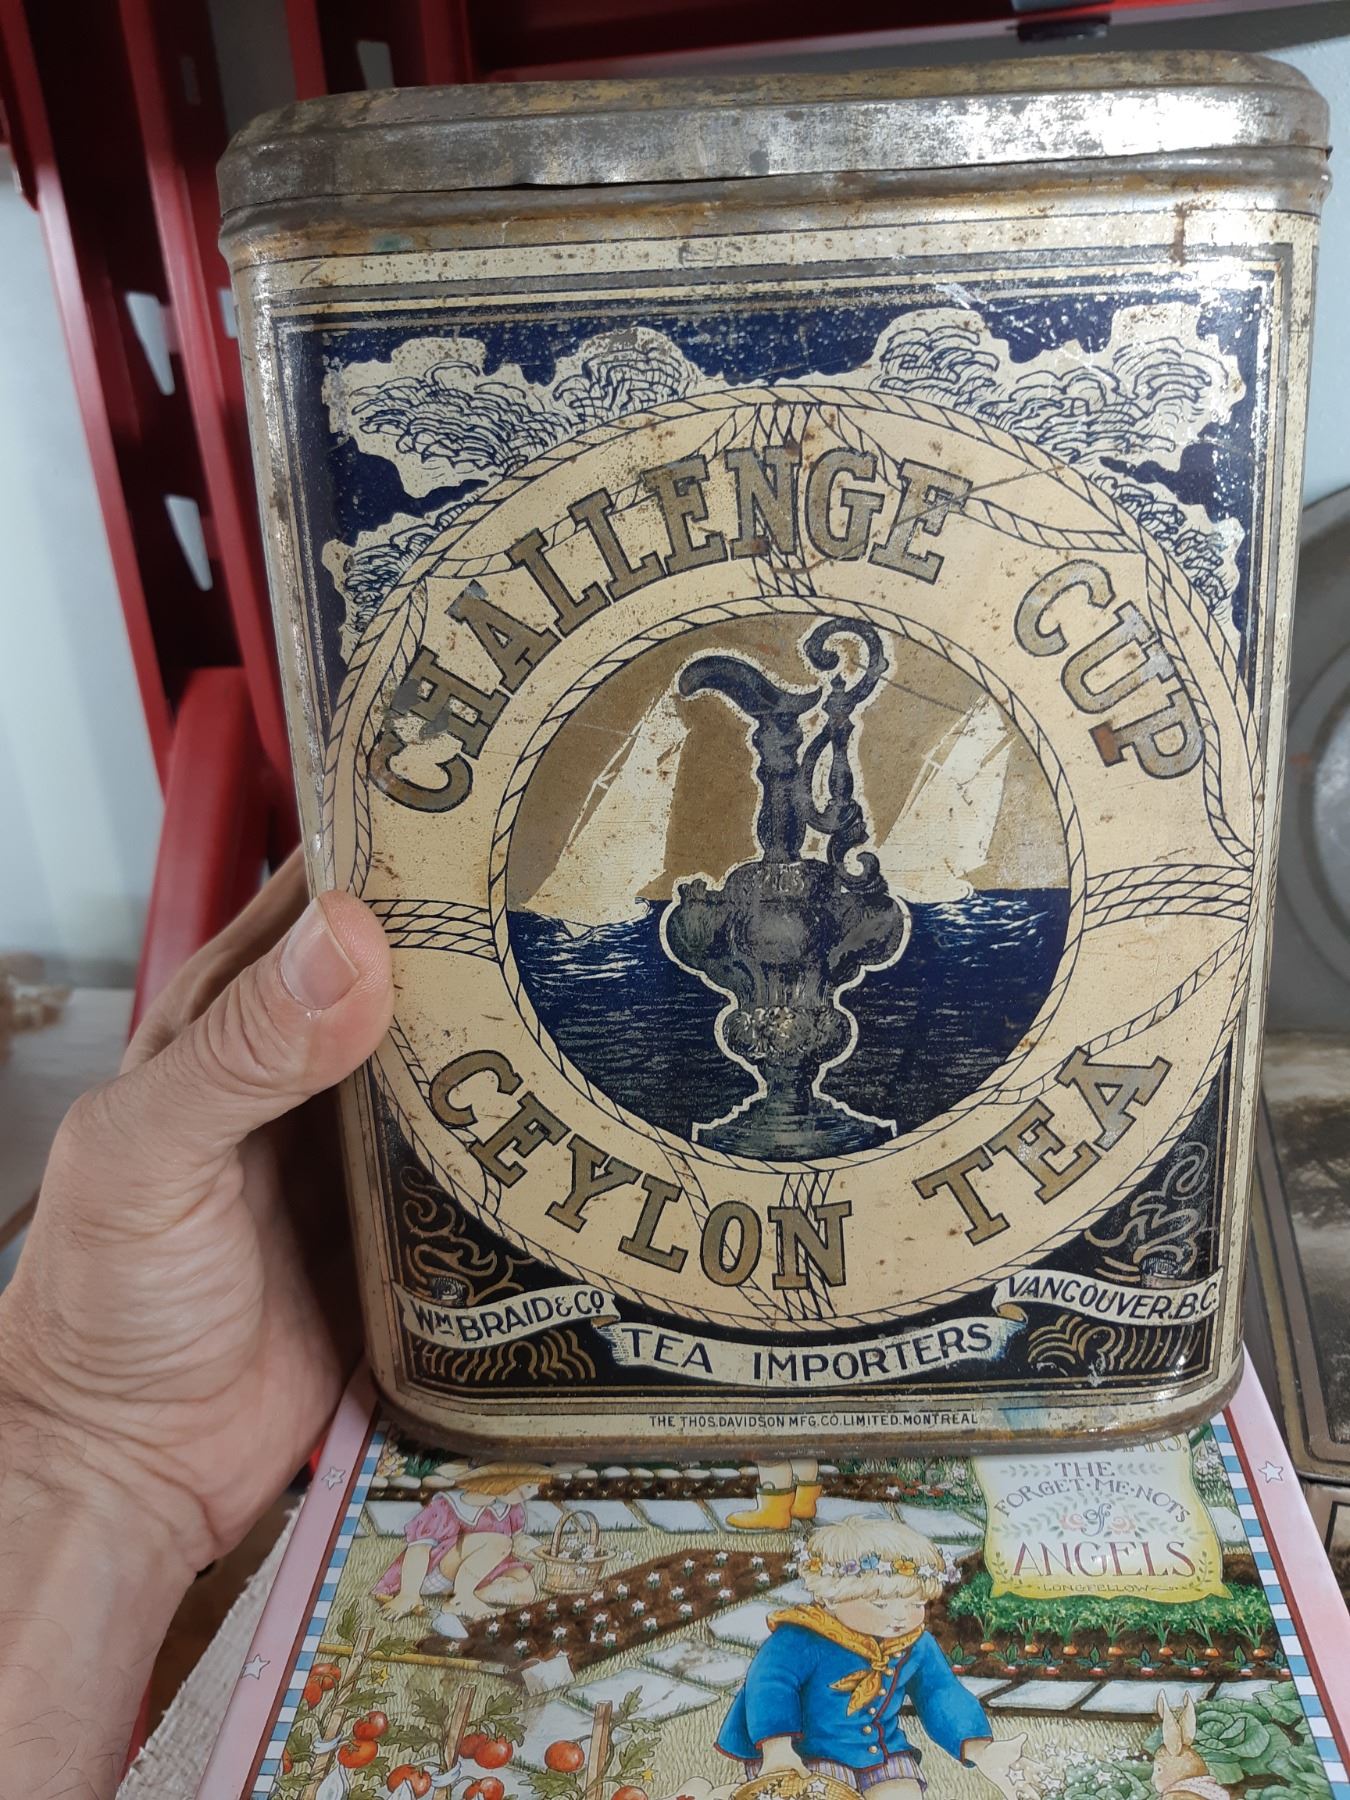 CHALLENGE CUP
CEYLON TEA
WM BRAID & CO
TEA IMPORTERS
VANCOUVER, B.C.
THE THOS. DAVIDSON MFG. CO. LIMITED. MONTREAL
THE
FORGET·ME·NOTS
of
ANGELS
LONGFELLOW